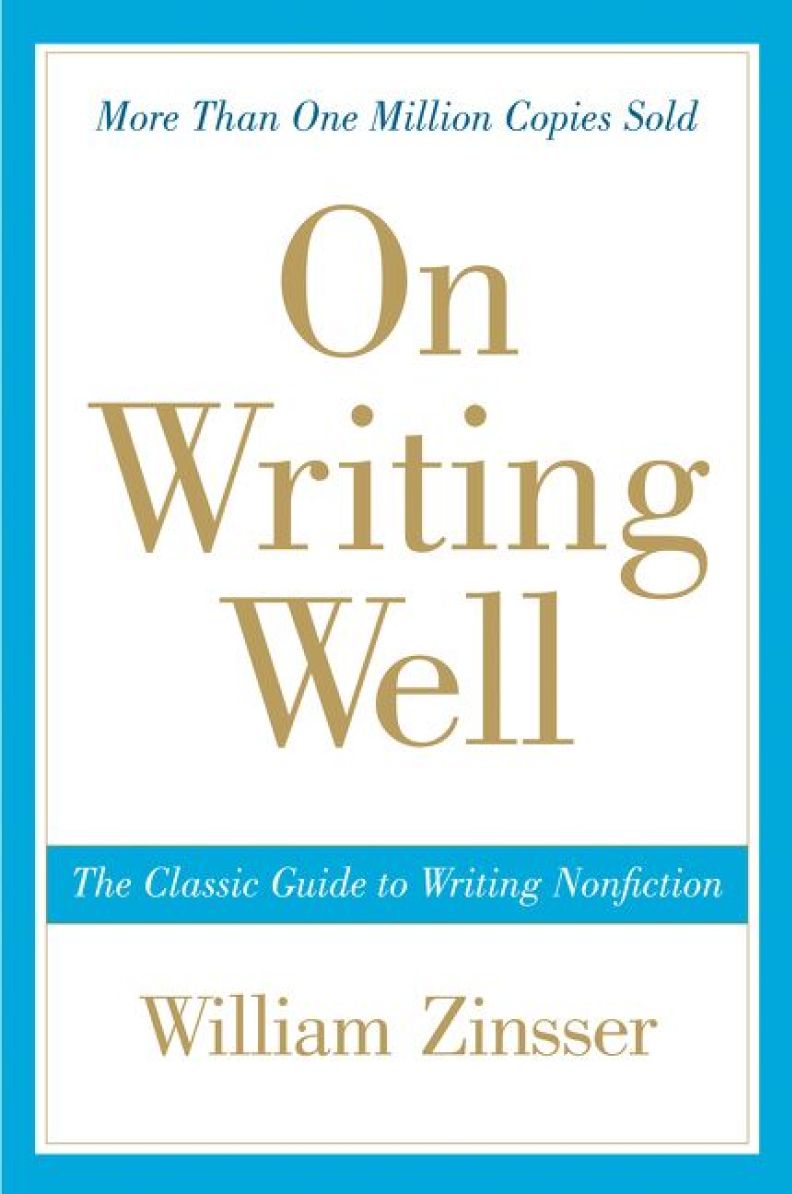 More Than One Million Copies Sold
On
Writing
Well
The Classic Guide to Writing Nonfiction
William Zinsser